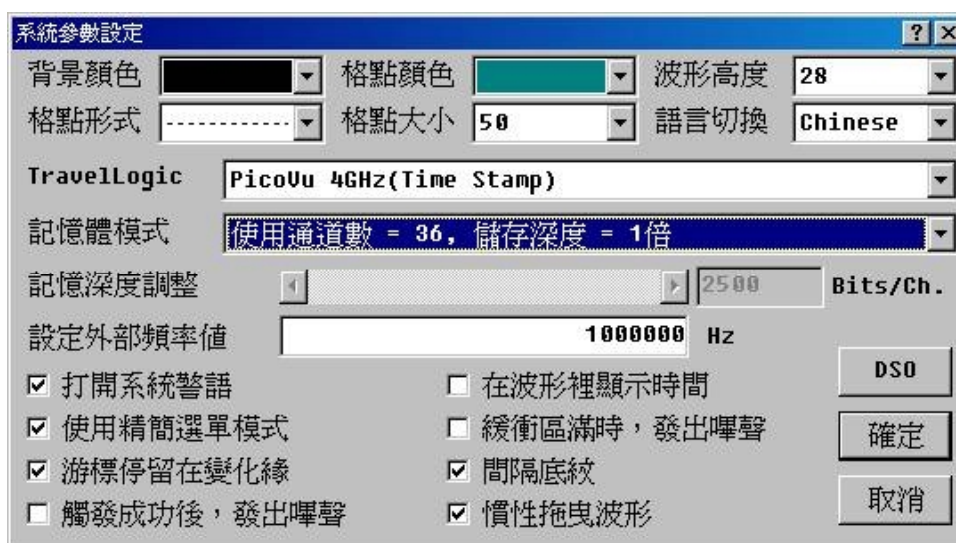 系統參數設定
背景顏色 格點顏色 波形高度 28
格點形式 格點大小 50 語言切換 Chinese
TravelLogic PicoVu 4GHz(Time Stamp)
記憶體模式 使用通道數 = 36, 儲存深度 = 1倍
記憶深度調整 2500 Bits/Ch.
設定外部頻率值 1000000 Hz
打開系統警語 在波形裡顯示時間 DSO
使用精簡選單模式 緩衝區滿時，發出嗶聲 確定
游標停留在變化緣 間隔底紋
觸發成功後，發出嗶聲 慣性拖曳波形 取消